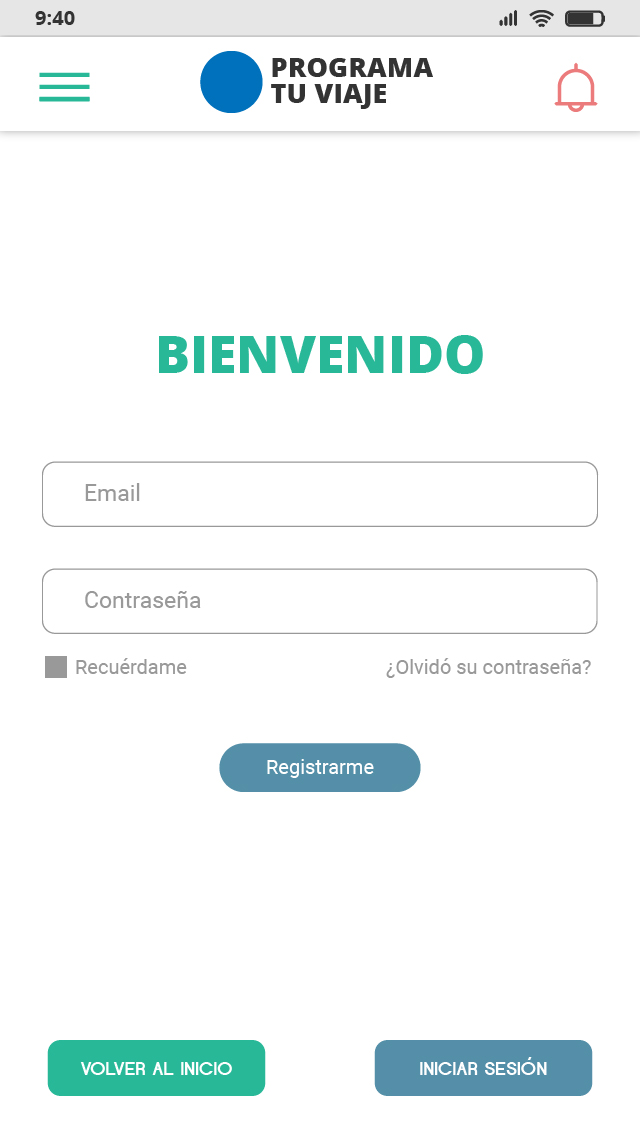 9:40
PROGRAMA
TU VIAJE
BIENVENIDO
Email
Contraseña
Recuérdame
¿Olvidó su contraseña?
Registrarme
VOLVER AL INICIO
INICIAR SESIÓN